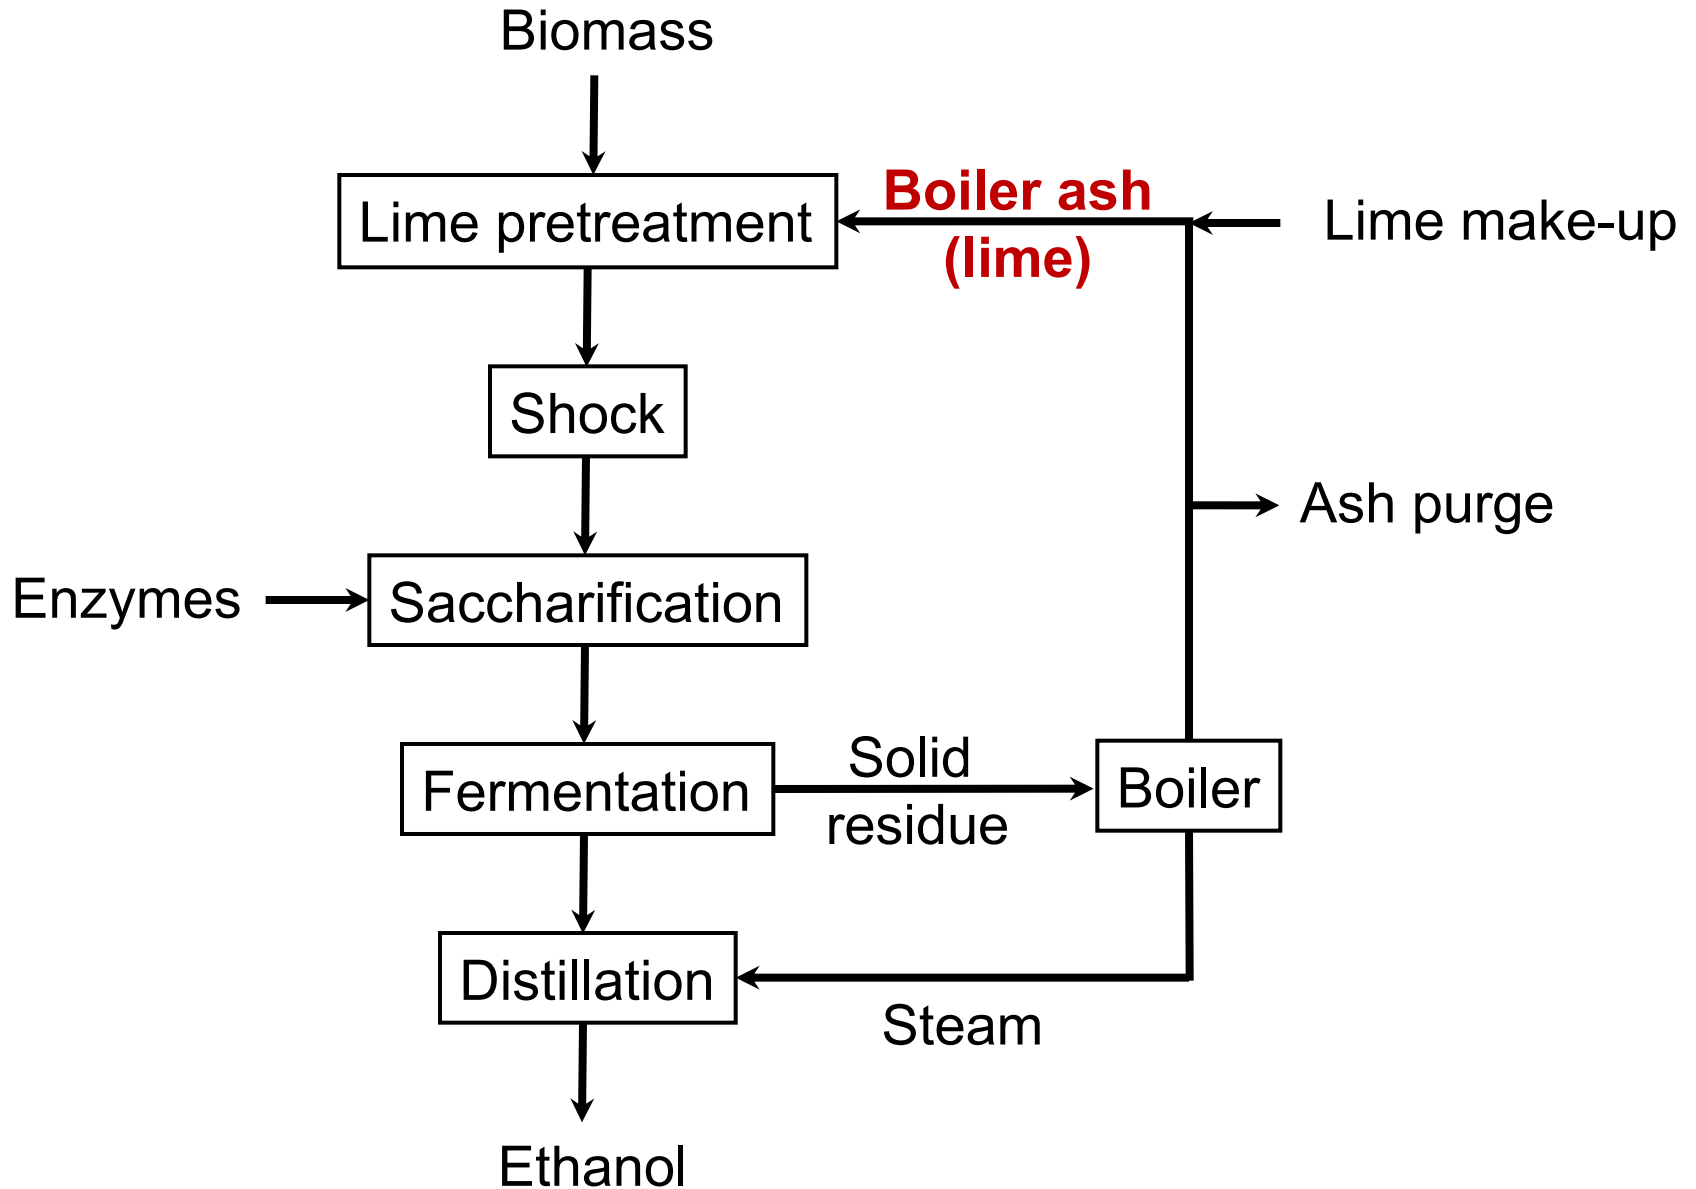 Biomass
Lime pretreatment
Boiler ash
(lime)
Lime make-up
Shock
Ash purge
Enzymes
Saccharification
Fermentation
Solid
residue
Boiler
Distillation
Steam
Ethanol